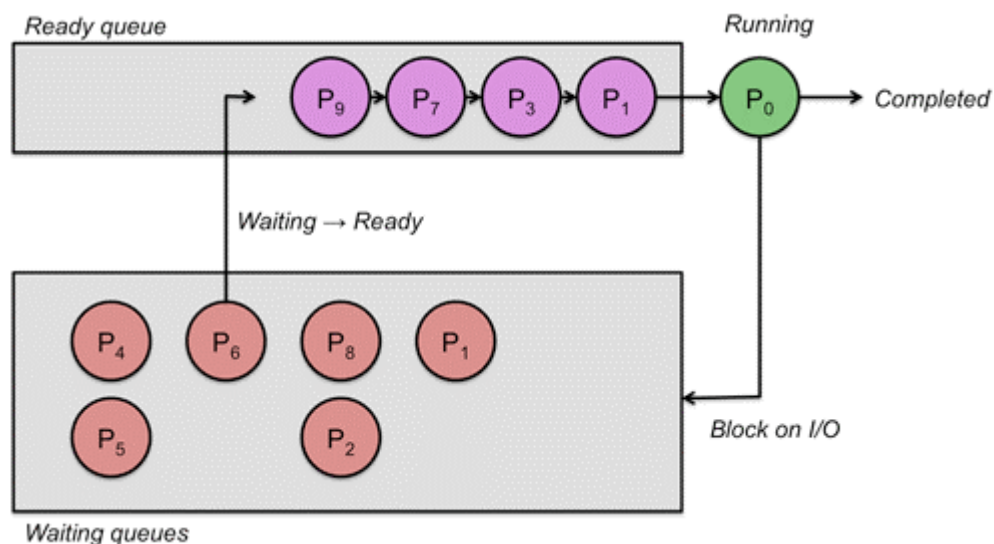 Ready queue
Running
P9 P7 P3 P1 P0 Completed
Waiting → Ready
P4 P6 P8 P1
P5 P2
Block on I/O
Waiting queues